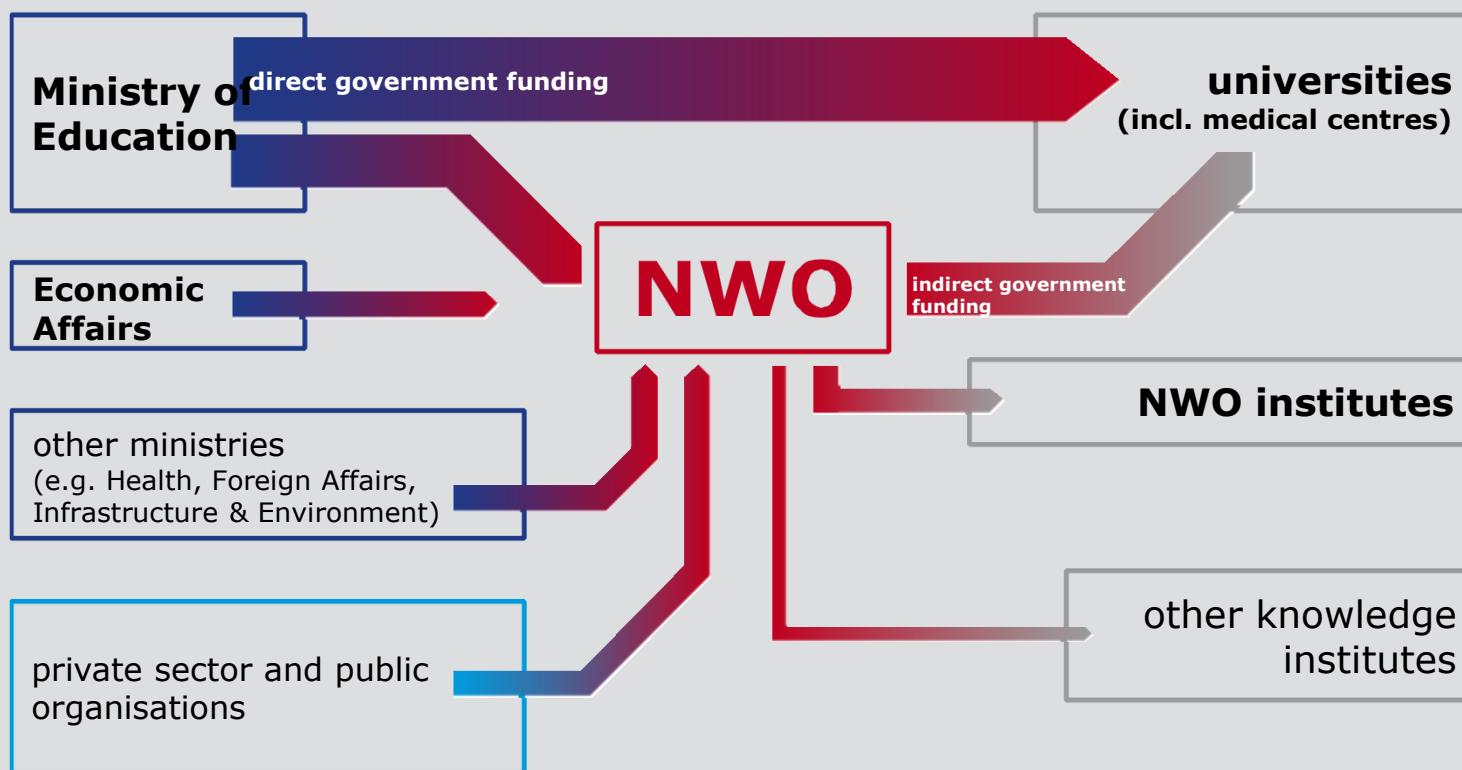 Ministry of
Education
direct government funding
universities
(incl. medical centres)
Economic
Affairs
NWO
indirect government
funding
NWO institutes
other ministries
(e.g. Health, Foreign Affairs,
Infrastructure & Environment)
other knowledge
institutes
private sector and public
organisations